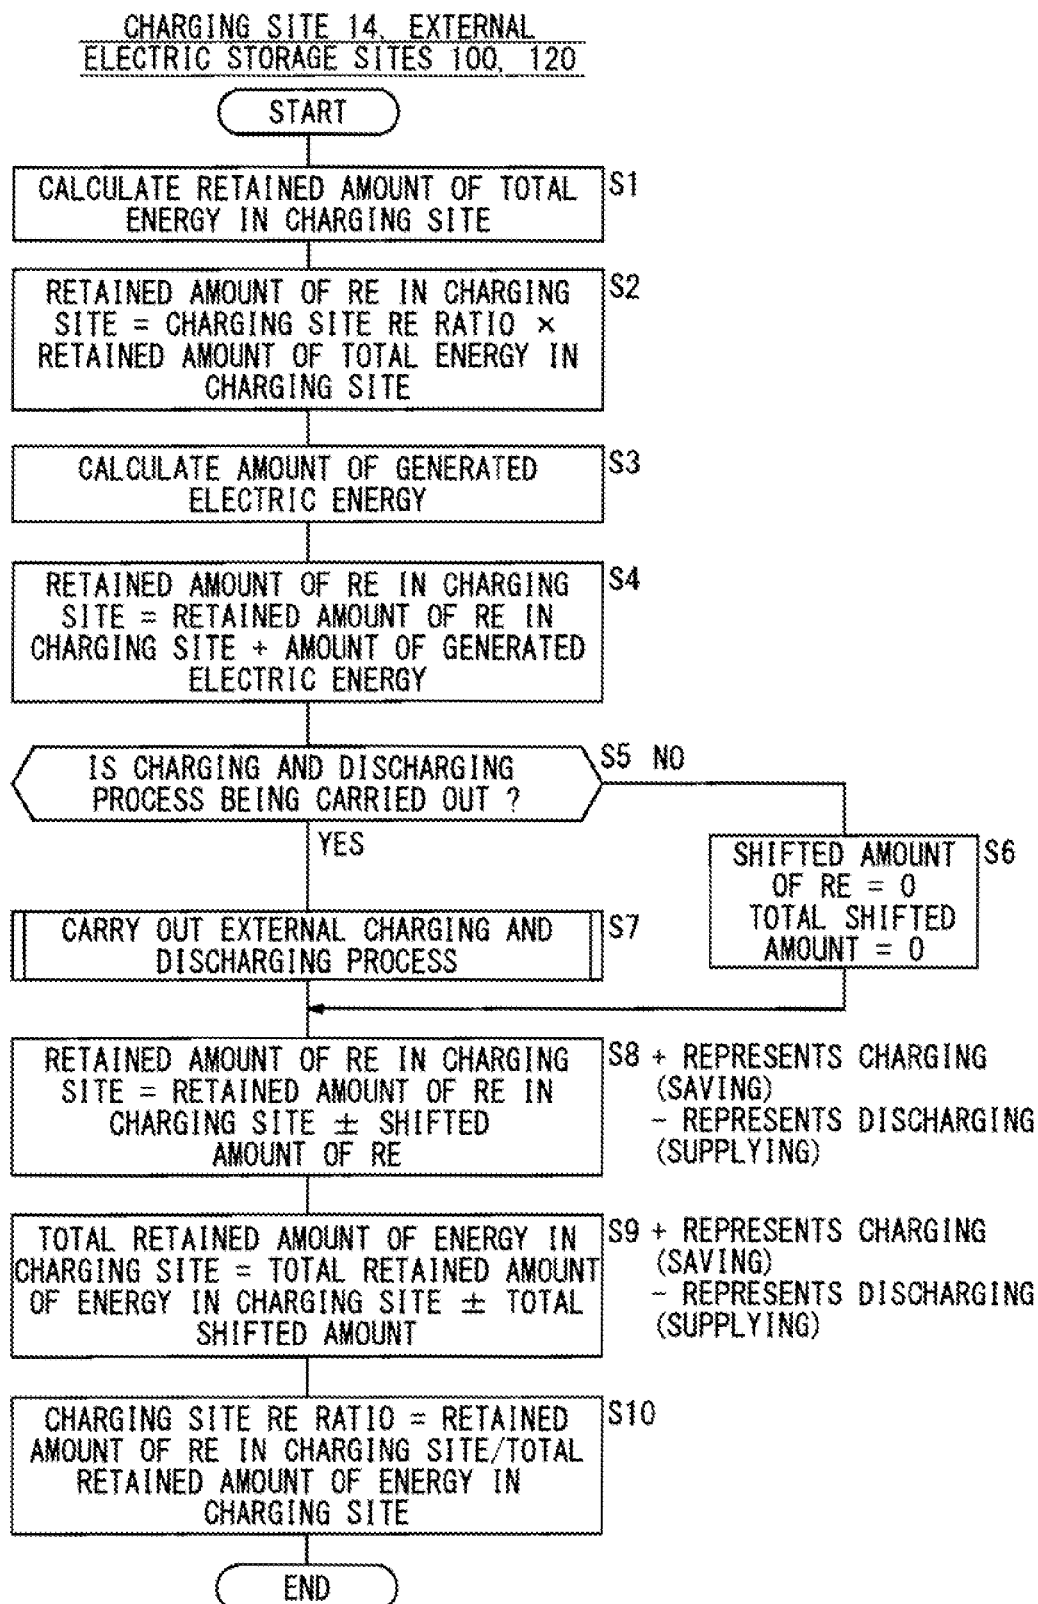 CHARGING SITE 14, EXTERNAL
ELECTRIC STORAGE SITES 100, 120
START
CALCULATE RETAINED AMOUNT OF TOTAL
ENERGY IN CHARGING SITE
S1
RETAINED AMOUNT OF RE IN CHARGING
SITE = CHARGING SITE RE RATIO ×
RETAINED AMOUNT OF TOTAL ENERGY IN
CHARGING SITE
S2
CALCULATE AMOUNT OF GENERATED
ELECTRIC ENERGY
S3
RETAINED AMOUNT OF RE IN CHARGING
SITE = RETAINED AMOUNT OF RE IN
CHARGING SITE + AMOUNT OF GENERATED
ELECTRIC ENERGY
S4
IS CHARGING AND DISCHARGING
PROCESS BEING CARRIED OUT ?
S5 NO
YES
SHIFTED AMOUNT
OF RE = 0
TOTAL SHIFTED
AMOUNT = 0
S6
CARRY OUT EXTERNAL CHARGING AND
DISCHARGING PROCESS
S7
RETAINED AMOUNT OF RE IN CHARGING
SITE = RETAINED AMOUNT OF RE IN
CHARGING SITE ± SHIFTED
AMOUNT OF RE
S8 + REPRESENTS CHARGING
(SAVING)
- REPRESENTS DISCHARGING
(SUPPLYING)
TOTAL RETAINED AMOUNT OF ENERGY IN
CHARGING SITE = TOTAL RETAINED AMOUNT
OF ENERGY IN CHARGING SITE ± TOTAL
SHIFTED AMOUNT
S9 + REPRESENTS CHARGING
(SAVING)
- REPRESENTS DISCHARGING
(SUPPLYING)
CHARGING SITE RE RATIO = RETAINED
AMOUNT OF RE IN CHARGING SITE/TOTAL
RETAINED AMOUNT OF ENERGY IN
CHARGING SITE
S10
END